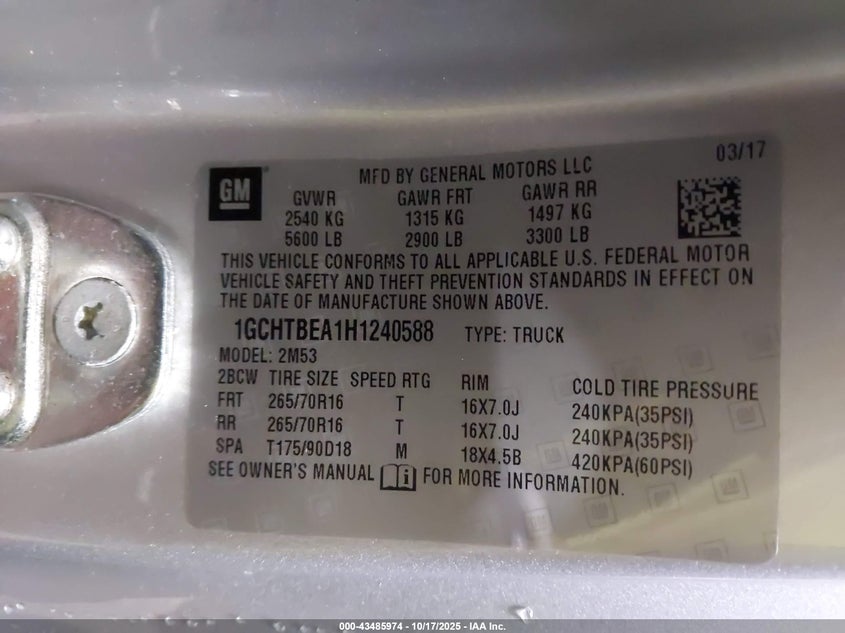 03/17
GM
MFD BY GENERAL MOTORS LLC
GVWR GAWR FRT GAWR RR
2540 KG 1315 KG 1497 KG
5600 LB 2900 LB 3300 LB
THIS VEHICLE CONFORMS TO ALL APPLICABLE U.S. FEDERAL MOTOR
VEHICLE SAFETY AND THEFT PREVENTION STANDARDS IN EFFECT ON
THE DATE OF MANUFACTURE SHOWN ABOVE.
1GCHTBEA1H1240588 TYPE: TRUCK
MODEL: 2M53
2BCW TIRE SIZE SPEED RTG RIM COLD TIRE PRESSURE
FRT 265/70R16 T 16X7.0J 240KPA(35PSI)
RR 265/70R16 T 16X7.0J 240KPA(35PSI)
SPA T175/90D18 M 18X4.5B 420KPA(60PSI)
SEE OWNER'S MANUAL i FOR MORE INFORMATION.
000-43485974 | 10/17/2025 - IAA Inc.